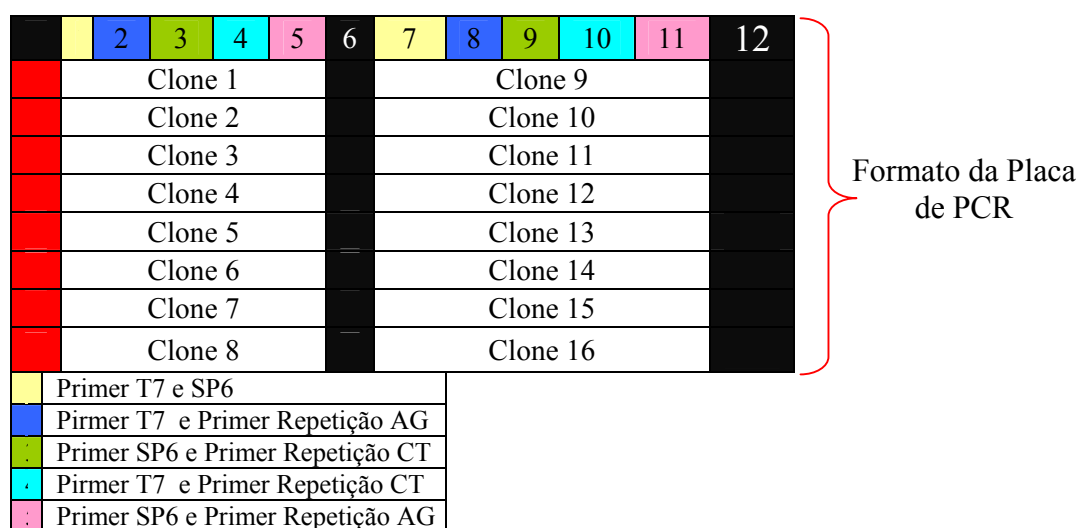 2 3 4 5 6 7 8 9 10 11 12
Clone 1 Clone 9
Clone 2 Clone 10
Clone 3 Clone 11
Clone 4 Clone 12
Clone 5 Clone 13
Clone 6 Clone 14
Clone 7 Clone 15
Clone 8 Clone 16
Formato da Placa
de PCR
Primer T7 e SP6
Pirmer T7 e Primer Repetição AG
Primer SP6 e Primer Repetição CT
Pirmer T7 e Primer Repetição CT
Primer SP6 e Primer Repetição AG